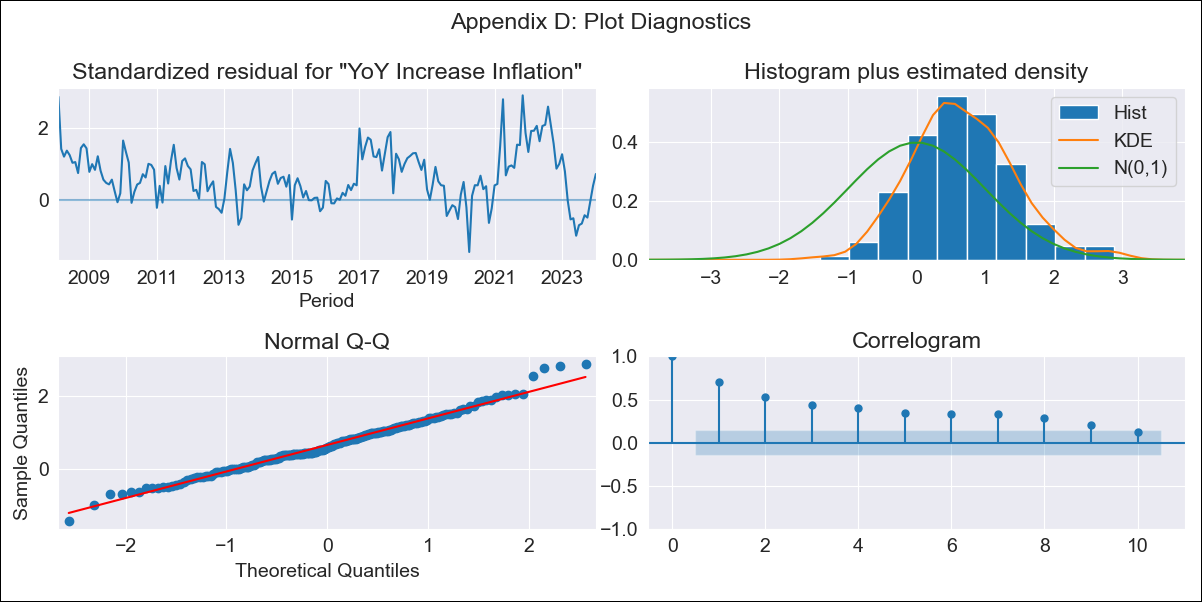 Appendix D: Plot Diagnostics
Standardized residual for "YoY Increase Inflation"
2
0
2009 2011 2013 2015 2017 2019 2021 2023
Period
Histogram plus estimated density
0.4
0.2
0.0
Hist
KDE
N(0,1)
−3 −2 −1 0 1 2 3
Normal Q-Q
Sample Quantiles
2
0
−2 −1 0 1 2
Theoretical Quantiles
Correlogram
1.0
0.5
0.0
−0.5
−1.0
0 2 4 6 8 10